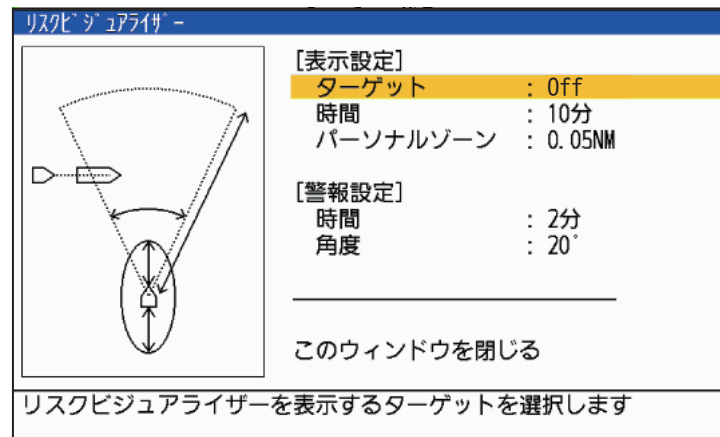 ﾘｽｸﾋﾞｼﾞｭｱﾗｲｻﾞｰ
[表示設定]
ターゲット : Off
時間 : 10分
パーソナルゾーン : 0.05NM
[警報設定]
時間 : 2分
角度 : 20°
このウィンドウを閉じる
リスクビジュアライザーを表示するターゲットを選択します